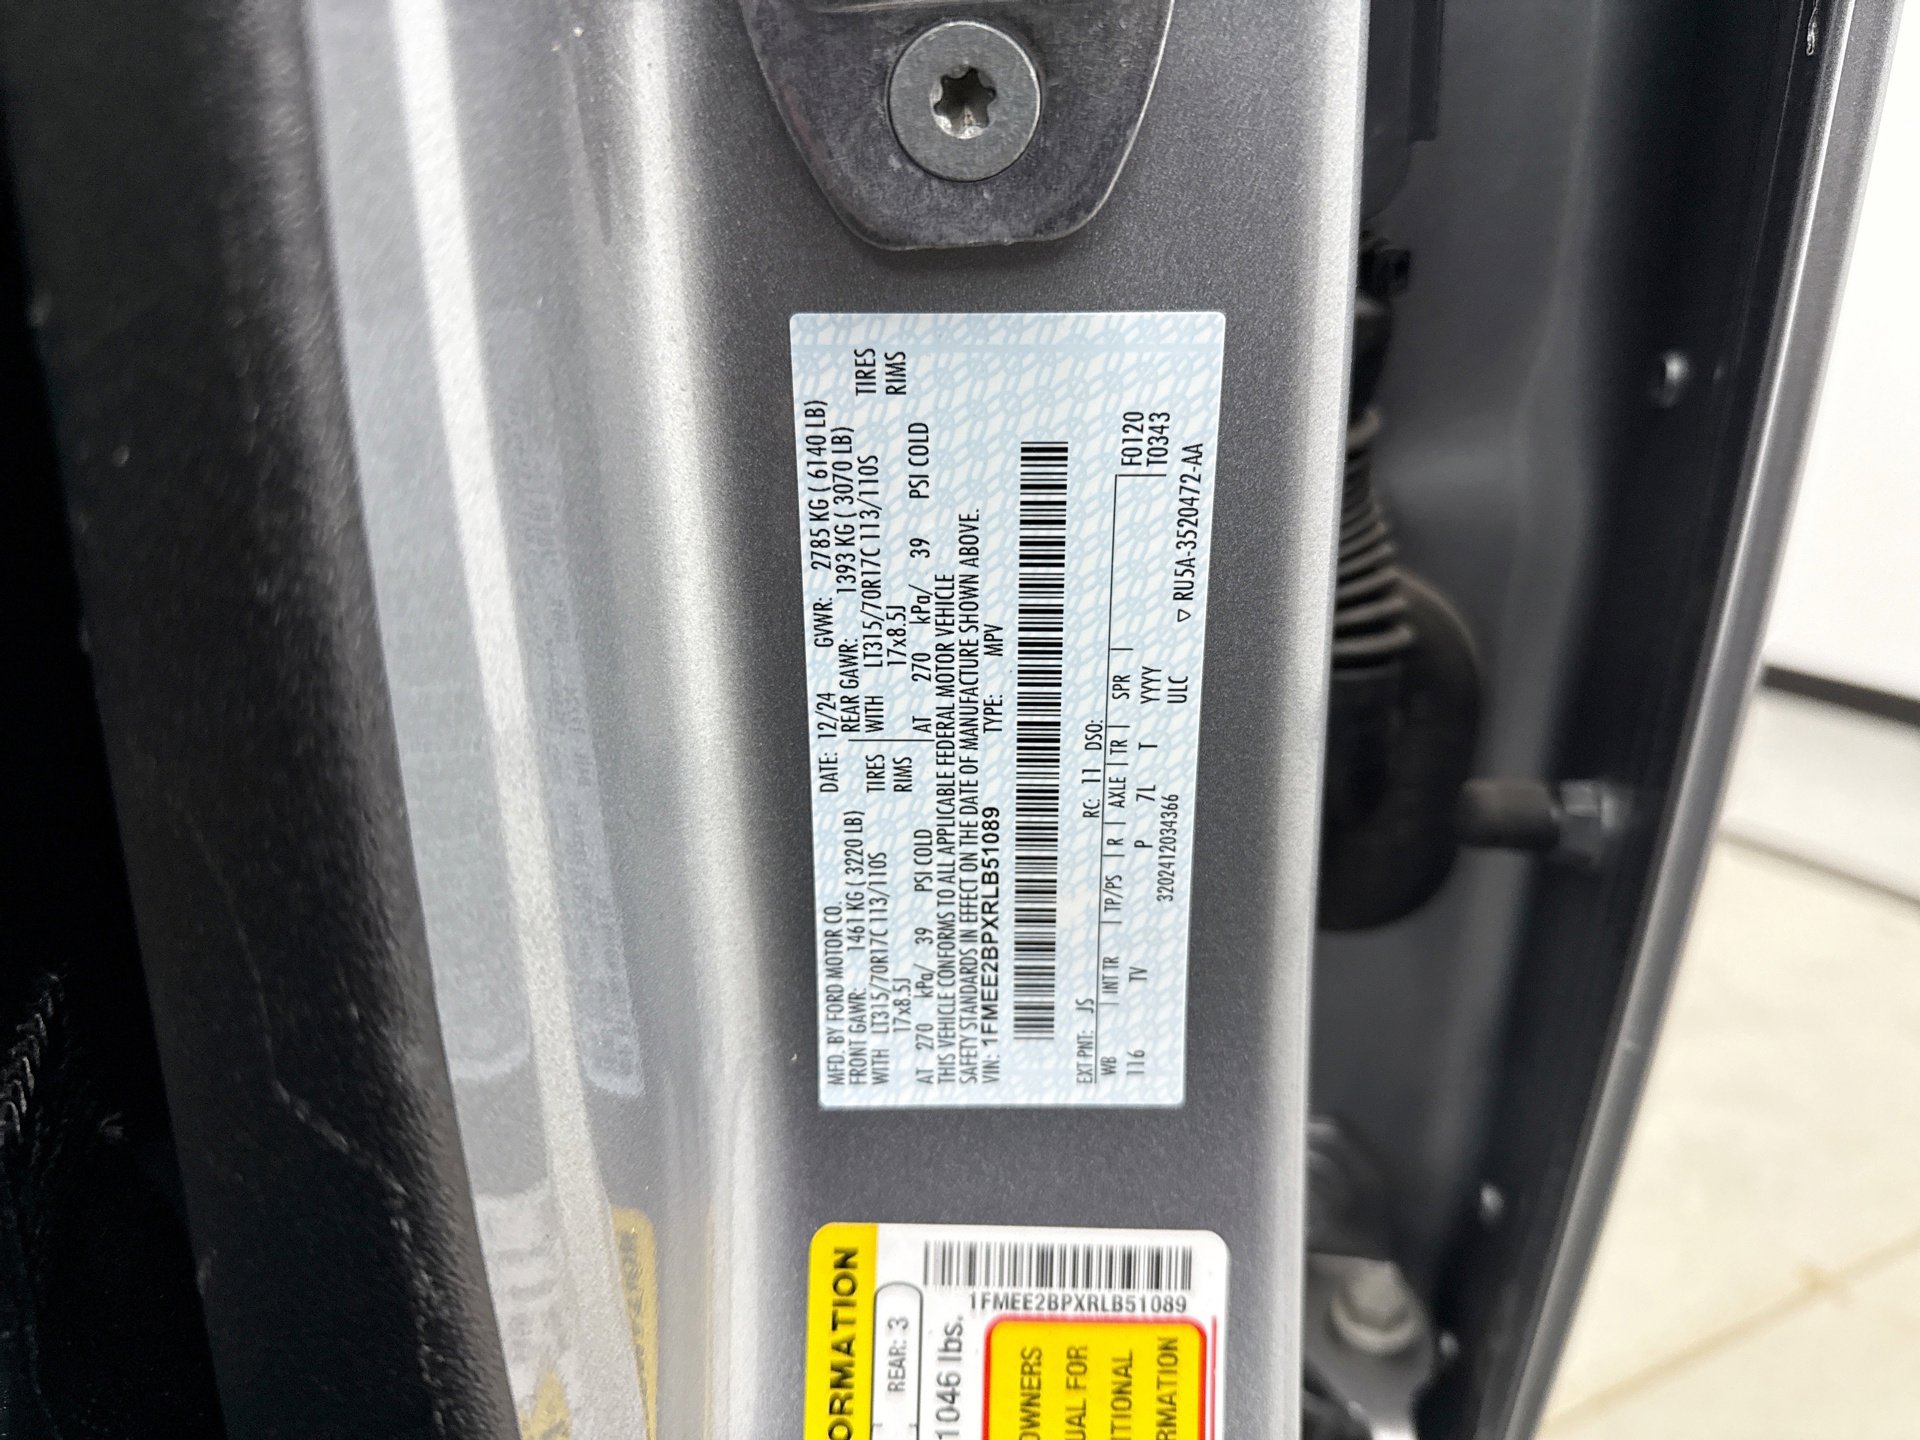 MFD. BY FORD MOTOR CO.
DATE: 12/24 GVWR: 2785 KG ( 6140 LB)
FRONT GAWR: 1461 KG ( 3220 LB)
REAR GAWR: 1393 KG ( 3070 LB)
WITH LT315/70R17C 113/110S TIRES
WITH LT315/70R17C 113/110S TIRES
17x8.5J RIMS
17x8.5J RIMS
AT 270 kPa/ 39 PSI COLD
AT 270 kPa/ 39 PSI COLD
THIS VEHICLE CONFORMS TO ALL APPLICABLE FEDERAL MOTOR VEHICLE
SAFETY STANDARDS IN EFFECT ON THE DATE OF MANUFACTURE SHOWN ABOVE.
VIN: 1FMEE2BPXRLB51089 TYPE: MPV
EXT PNT: JS RC: 11 DSO:
WB | INT TR | TP/PS | R | AXLE | TR | SPR | F0120
116 TV P 7L T YYYY T0343
3202412034366 ULC
▽ RU5A-3520472-AA
ORMATION
REAR: 3
1046 lbs.
1FMEE2BPXRLB51089
OWNERS
UAL FOR
ITIONAL
RMATION